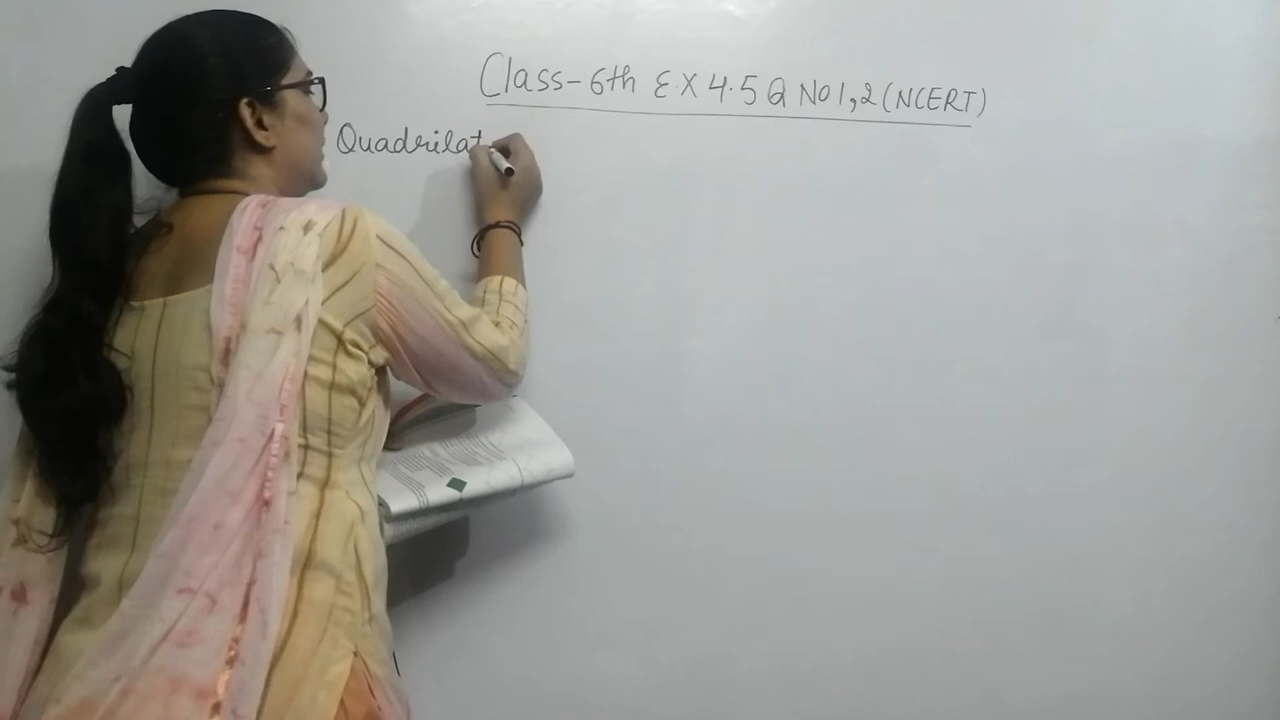 Class-6th EX 4.5 Q No 1,2 (NCERT)
Quadrilat